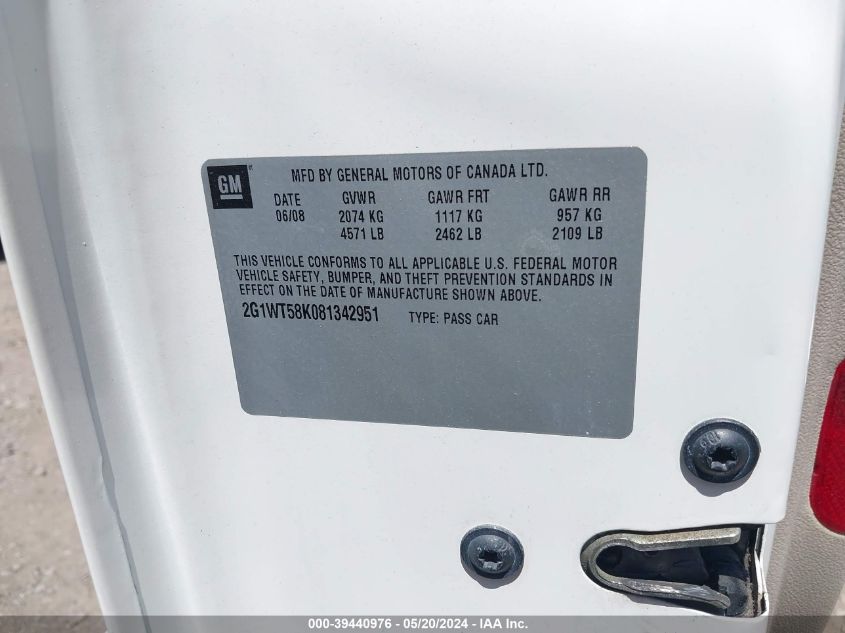 GM
MFD BY GENERAL MOTORS OF CANADA LTD.
DATE GVWR GAWR FRT GAWR RR
06/08 2074 KG 1117 KG 957 KG
4571 LB 2462 LB 2109 LB
THIS VEHICLE CONFORMS TO ALL APPLICABLE U.S. FEDERAL MOTOR
VEHICLE SAFETY, BUMPER, AND THEFT PREVENTION STANDARDS IN
EFFECT ON THE DATE OF MANUFACTURE SHOWN ABOVE.
2G1WT58K081342951 TYPE: PASS CAR
000-39440976 - 05/20/2024 - IAA Inc.